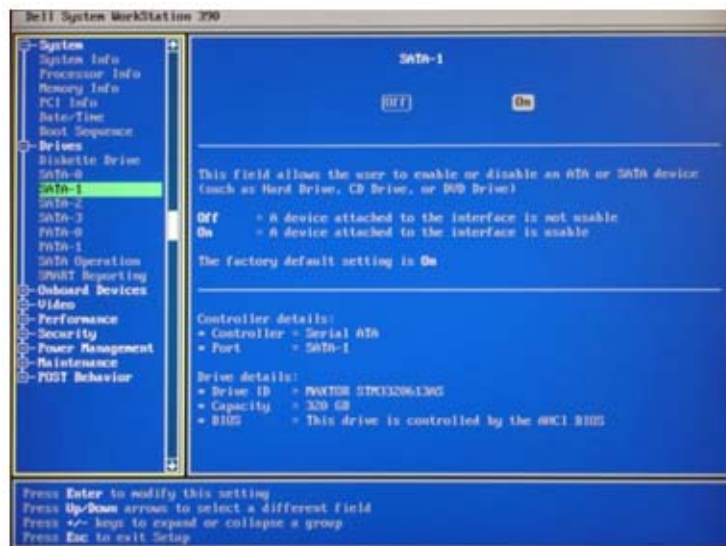 Dell System WorkStation 390
System
System Info
Processor Info
Memory Info
PCI Info
Date/Time
Boot Sequence
Drives
Diskette Drive
SATA-0
SATA-1
SATA-2
SATA-3
PATA-0
PATA-1
SATA Operation
SMART Reporting
Onboard Devices
Video
Performance
Security
Power Management
Maintenance
POST Behavior
SATA-1
Off On
This field allows the user to enable or disable an ATA or SATA device
(such as Hard Drive, CD Drive, or DVD Drive)
Off = A device attached to the interface is not usable
On = A device attached to the interface is usable
The factory default setting is On
Controller details:
= Controller = Serial ATA
= Port = SATA-1
Drive details:
= Drive ID = MAXTOR STM3320613AS
= Capacity = 320 GB
= BIOS = This drive is controlled by the AHCI BIOS
Press Enter to modify this setting
Press Up/Down arrows to select a different field
Press +/- keys to expand or collapse a group
Press Esc to exit Setup